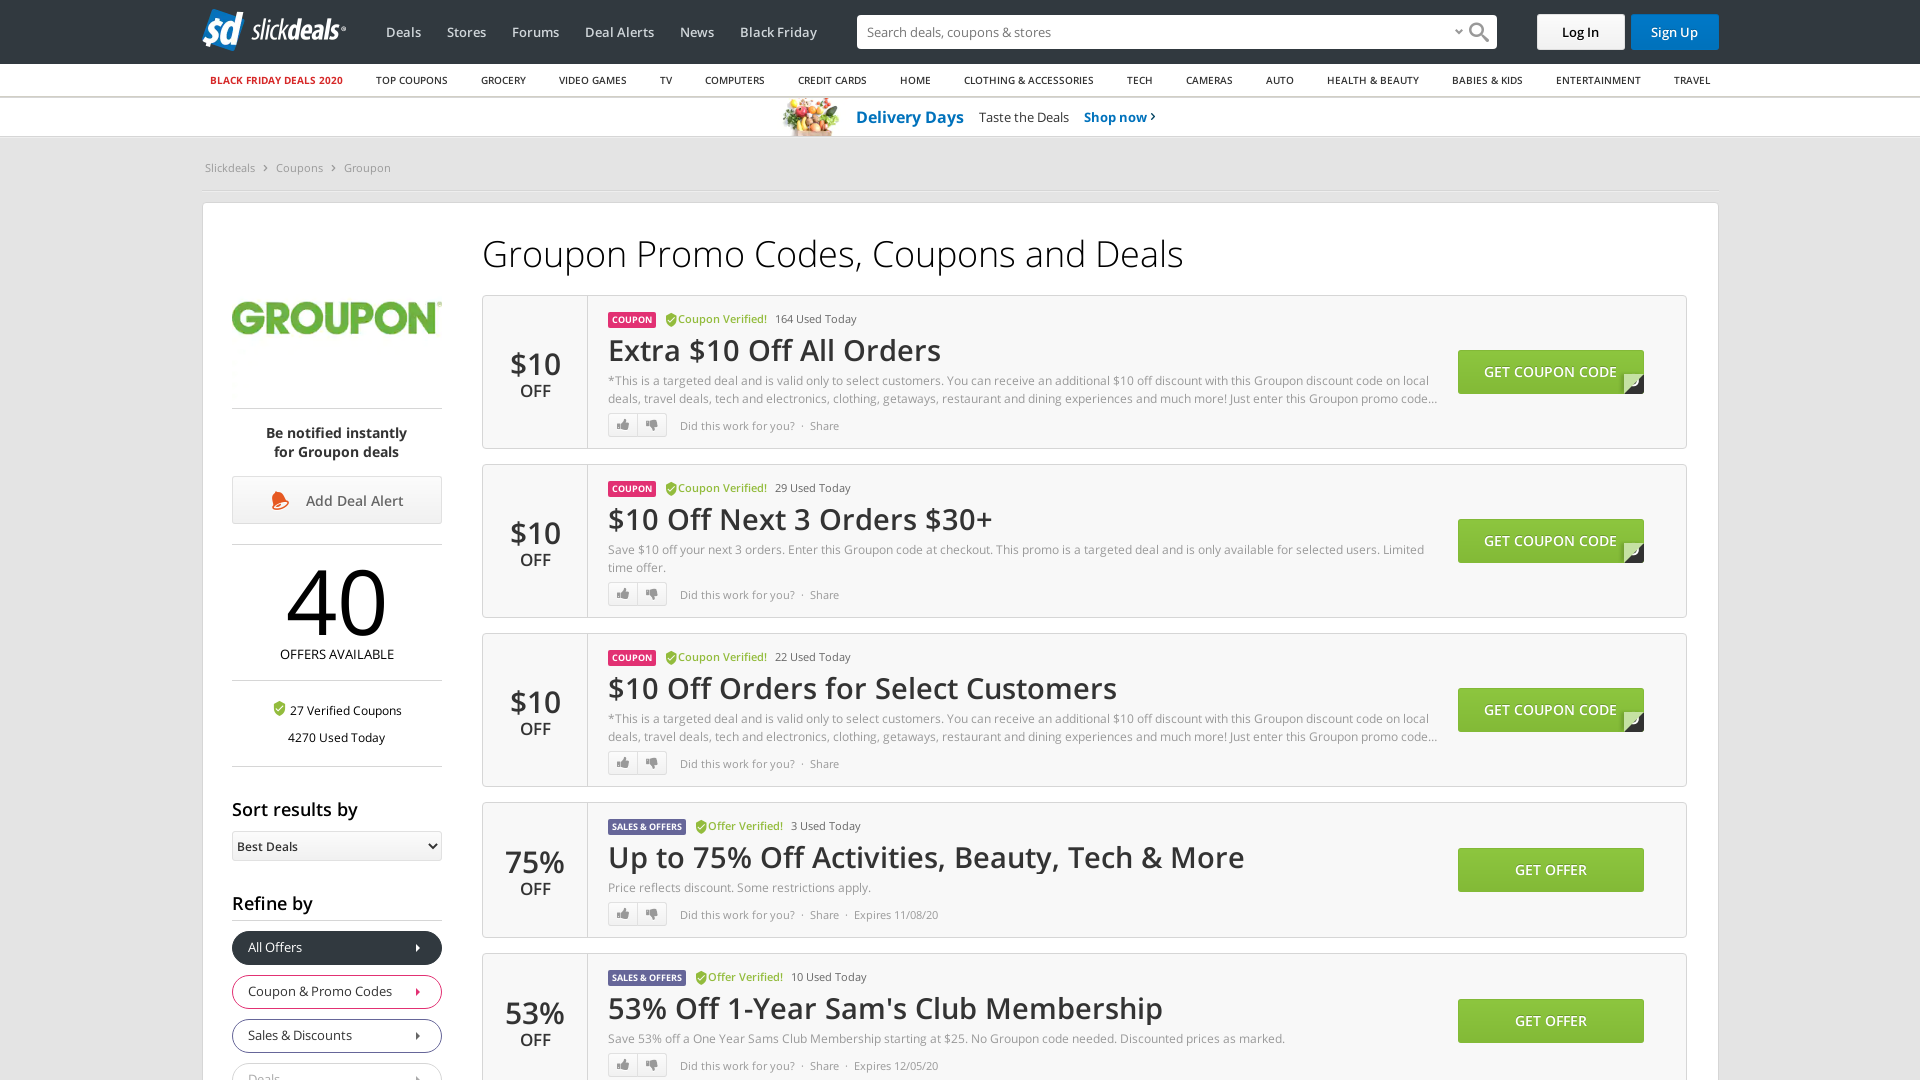 sd slickdeals
Deals
Stores
Forums
Deal Alerts
News
Black Friday
Search deals, coupons & stores
Log In
Sign Up
BLACK FRIDAY DEALS 2020
TOP COUPONS
GROCERY
VIDEO GAMES
TV
COMPUTERS
CREDIT CARDS
HOME
CLOTHING & ACCESSORIES
TECH
CAMERAS
AUTO
HEALTH & BEAUTY
BABIES & KIDS
ENTERTAINMENT
TRAVEL
Delivery Days Taste the Deals Shop now
Slickdeals > Coupons > Groupon
GROUPON
Be notified instantly
for Groupon deals
Add Deal Alert
40
OFFERS AVAILABLE
27 Verified Coupons
4270 Used Today
Sort results by
Best Deals
Refine by
All Offers
Coupon & Promo Codes
Sales & Discounts
Deals
Groupon Promo Codes, Coupons and Deals
$10
OFF
COUPON Coupon Verified! 164 Used Today
Extra $10 Off All Orders
*This is a targeted deal and is valid only to select customers. You can receive an additional $10 off discount with this Groupon discount code on local
deals, travel deals, tech and electronics, clothing, getaways, restaurant and dining experiences and much more! Just enter this Groupon promo code...
Did this work for you? · Share
GET COUPON CODE
$10
OFF
COUPON Coupon Verified! 29 Used Today
$10 Off Next 3 Orders $30+
Save $10 off your next 3 orders. Enter this Groupon code at checkout. This promo is a targeted deal and is only available for selected users. Limited
time offer.
Did this work for you? · Share
GET COUPON CODE
$10
OFF
COUPON Coupon Verified! 22 Used Today
$10 Off Orders for Select Customers
*This is a targeted deal and is valid only to select customers. You can receive an additional $10 off discount with this Groupon discount code on local
deals, travel deals, tech and electronics, clothing, getaways, restaurant and dining experiences and much more! Just enter this Groupon promo code...
Did this work for you? · Share
GET COUPON CODE
75%
OFF
SALES & OFFERS Offer Verified! 3 Used Today
Up to 75% Off Activities, Beauty, Tech & More
Price reflects discount. Some restrictions apply.
Did this work for you? · Share · Expires 11/08/20
GET OFFER
53%
OFF
SALES & OFFERS Offer Verified! 10 Used Today
53% Off 1-Year Sam's Club Membership
Save 53% off a One Year Sams Club Membership starting at $25. No Groupon code needed. Discounted prices as marked.
Did this work for you? · Share · Expires 12/05/20
GET OFFER